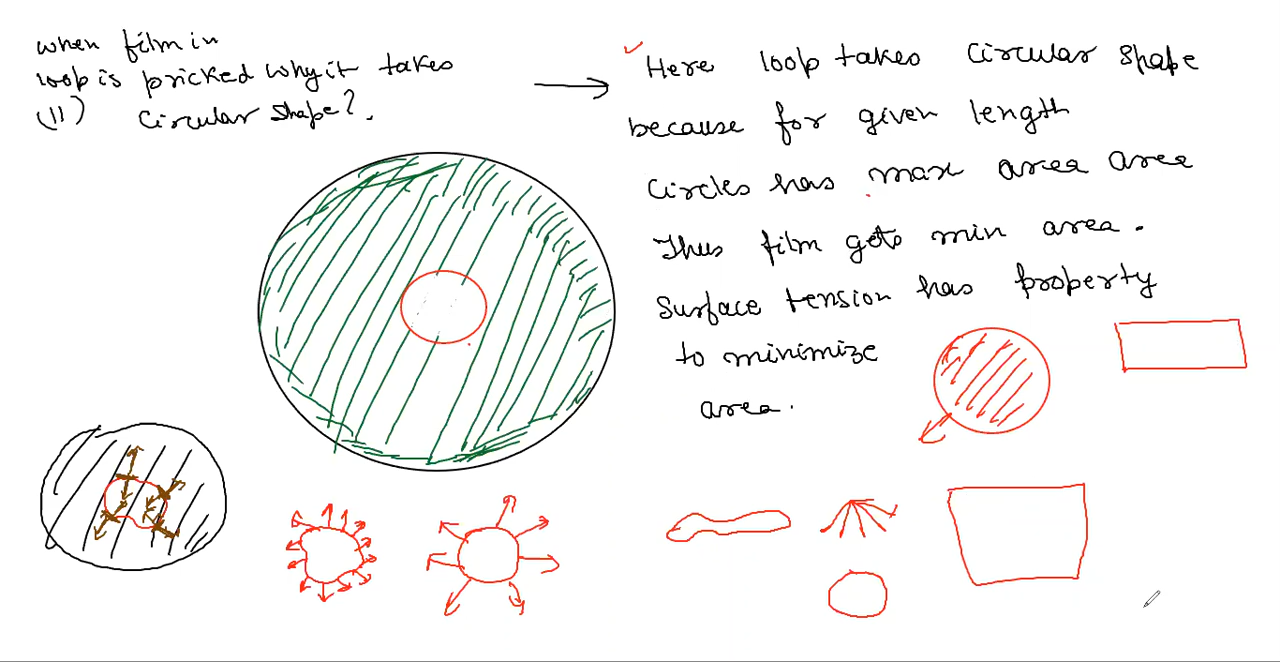 when film in
loop is pricked why it takes
(11) circular shape?.
Here loop takes circular shape
because for given length
circles has max area area
Thus film gets min area.
surface tension has property
to minimize
area.